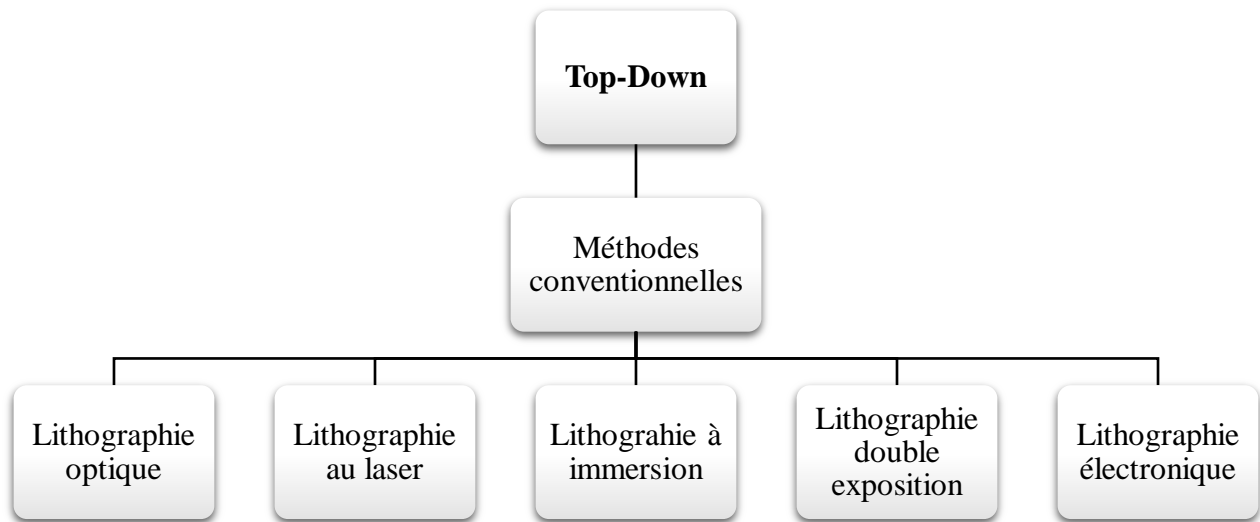 Top-Down
Méthodes
conventionnelles
Lithographie
optique
Lithographie
au laser
Lithograhie à
immersion
Lithographie
double
exposition
Lithographie
électronique